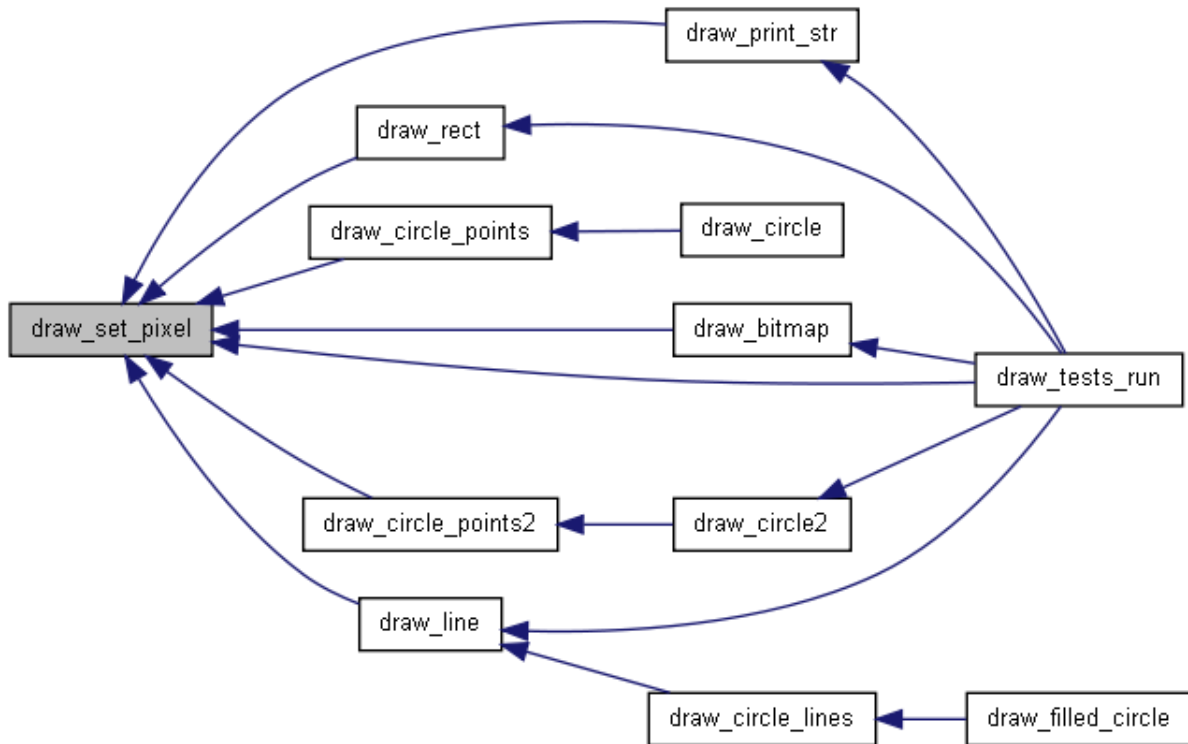 draw_print_str
draw_rect
draw_circle_points
draw_circle
draw_set_pixel
draw_bitmap
draw_tests_run
draw_circle_points2
draw_circle2
draw_line
draw_circle_lines
draw_filled_circle